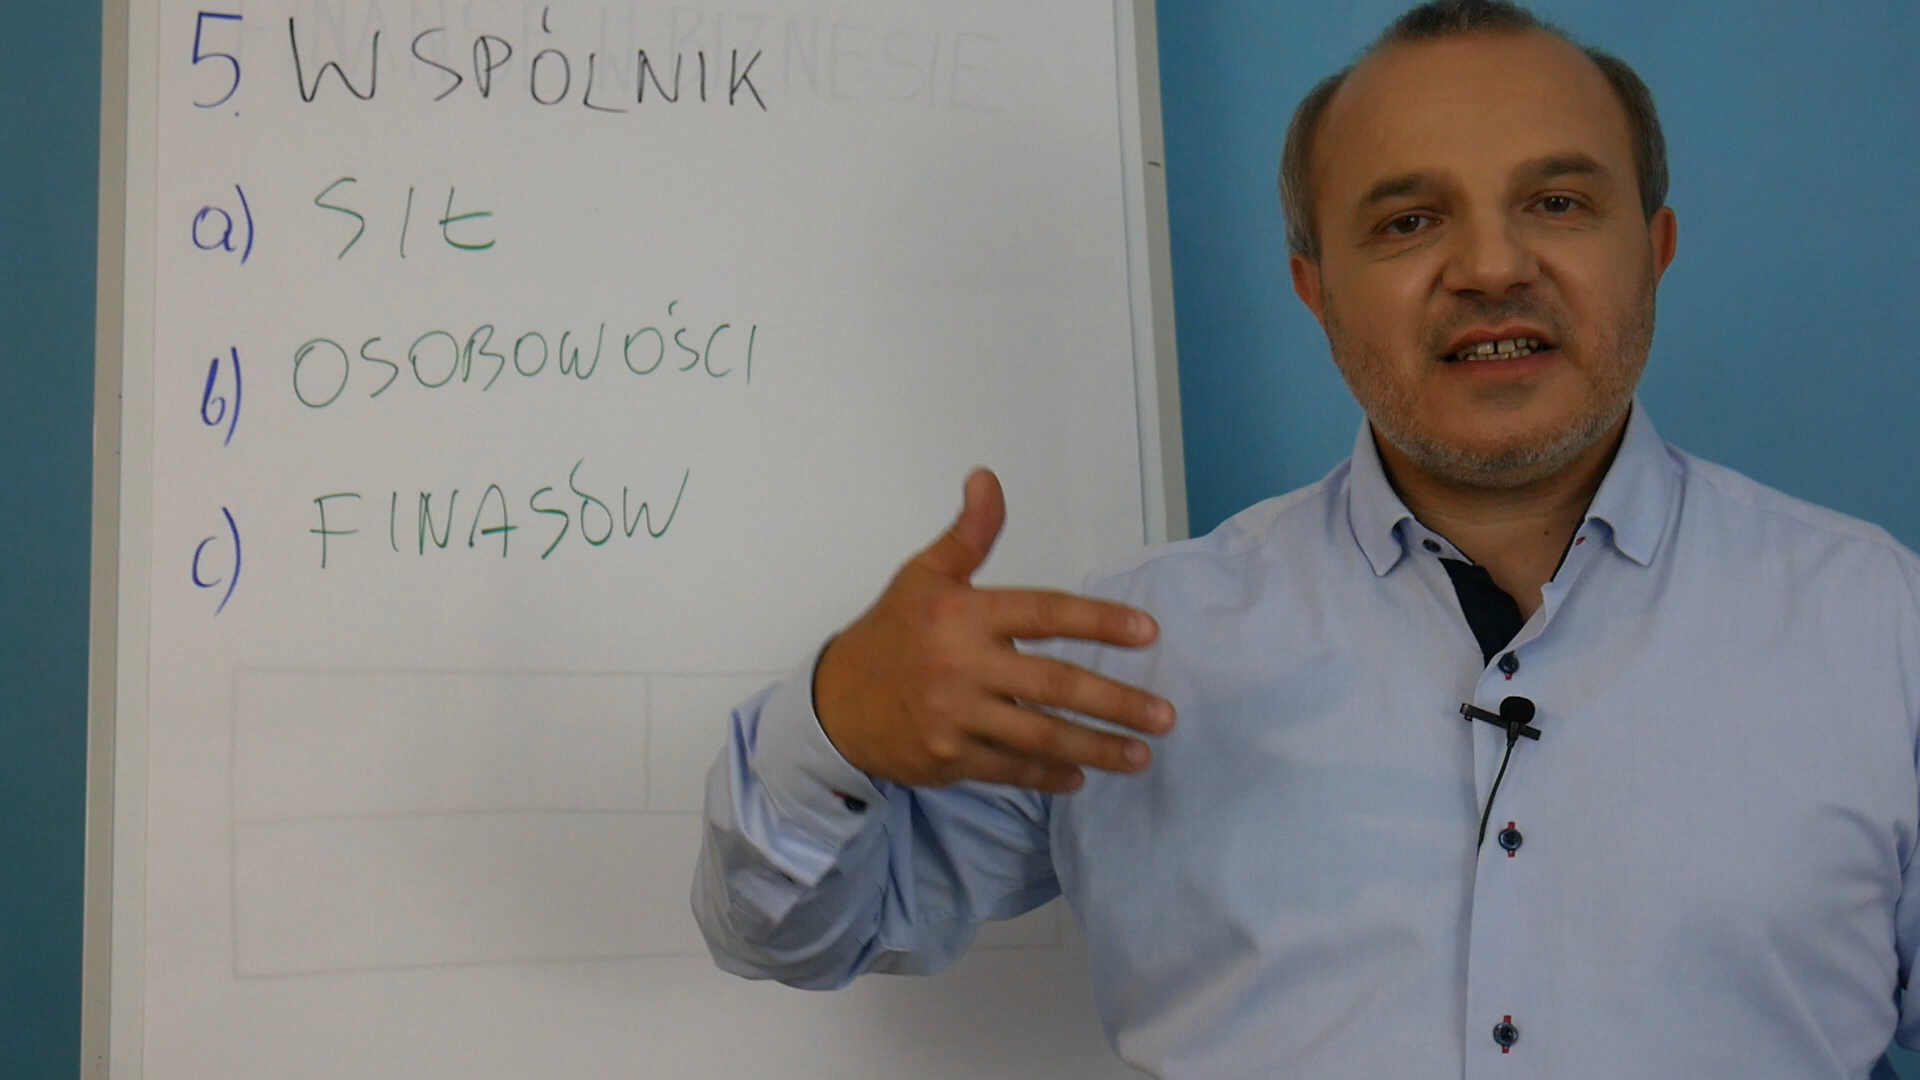 5. WSPÓLNIK
a) SIŁ
b) OSOBOWOŚCI
c) FINASÓW